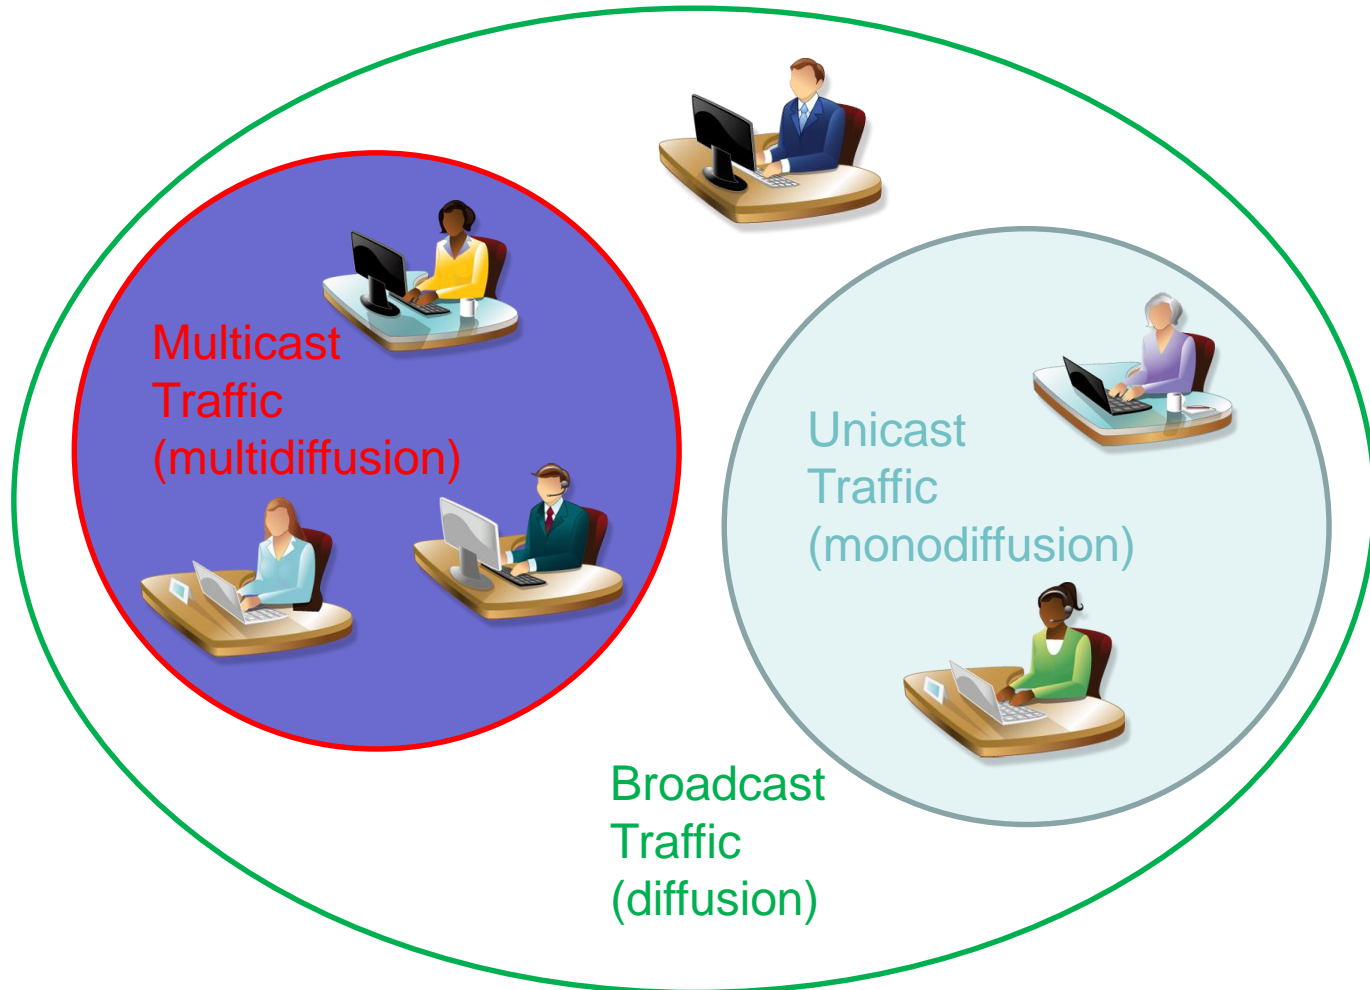 Multicast
Traffic
(multidiffusion)
Unicast
Traffic
(monodiffusion)
Broadcast
Traffic
(diffusion)